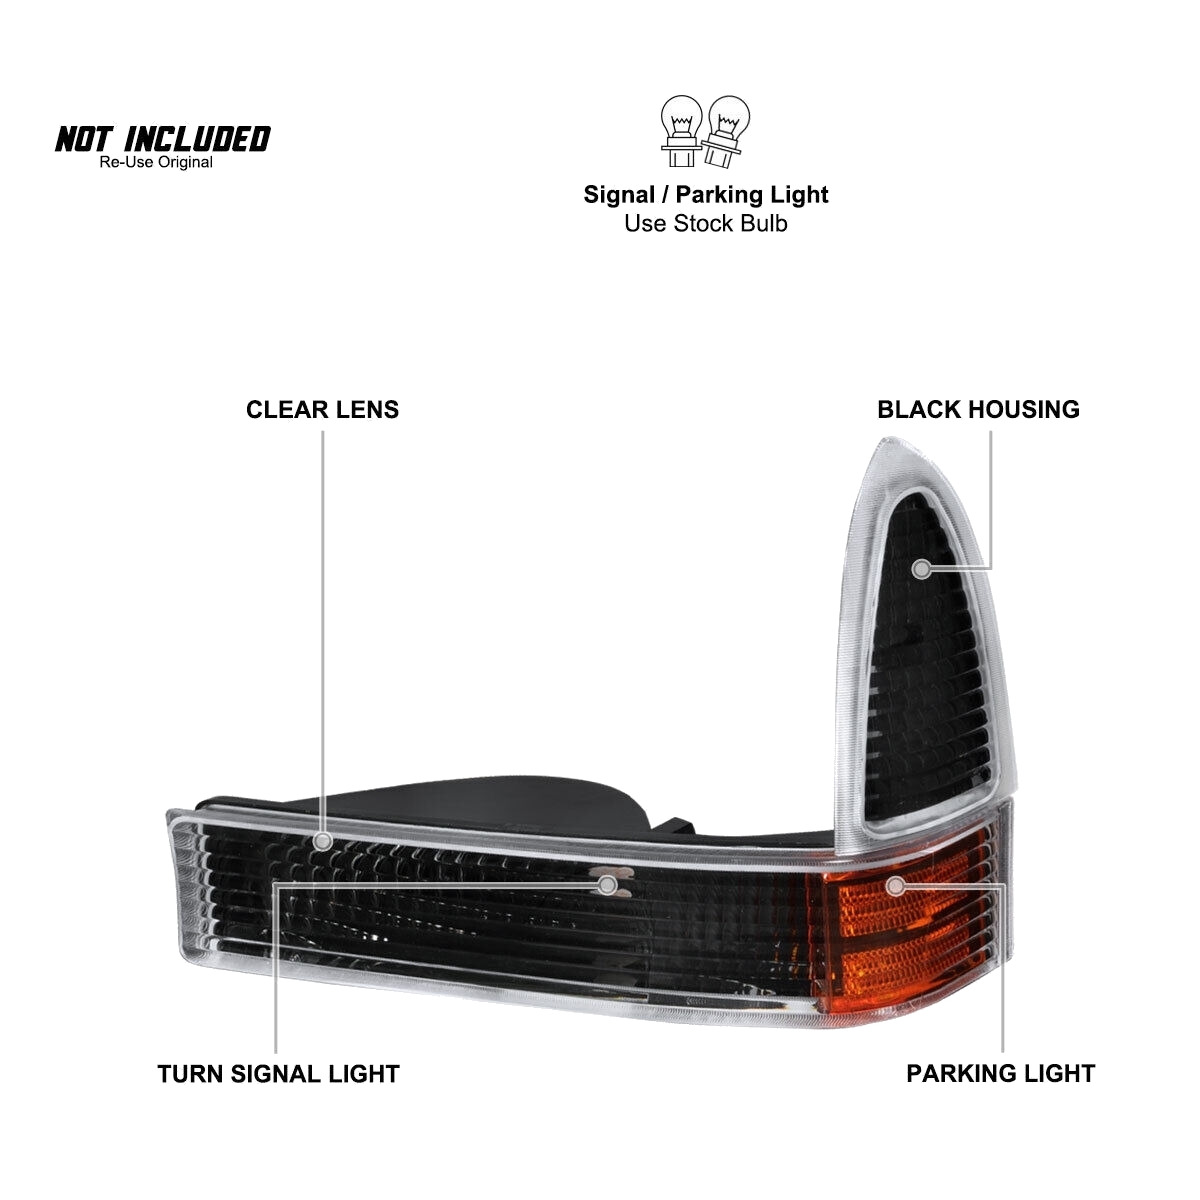 NOT INCLUDED
Re-Use Original
Signal / Parking Light
Use Stock Bulb
CLEAR LENS
BLACK HOUSING
TURN SIGNAL LIGHT
PARKING LIGHT